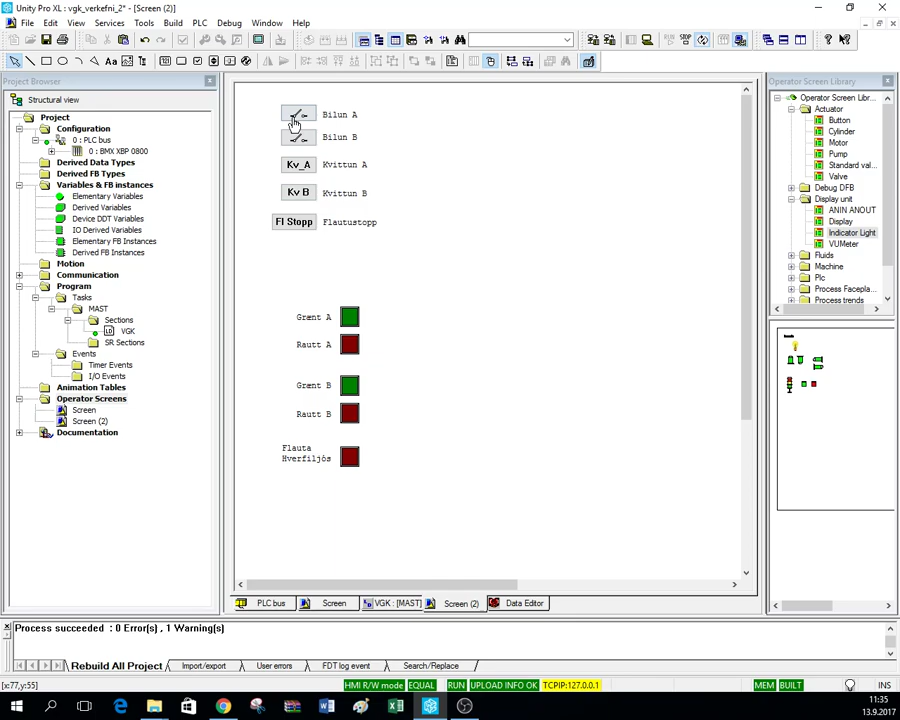 Unity Pro XL : vgk_verkefni_2* - [Screen (2)]
File Edit View Services Tools Build PLC Debug Window Help
Project Browser
Structural view
Project
Configuration
0 : PLC bus
0 : BMX XBP 0800
Derived Data Types
Derived FB Types
Variables & FB instances
Elementary Variables
Derived Variables
Device DDT Variables
IO Derived Variables
Elementary FB Instances
Derived FB Instances
Motion
Communication
Program
Tasks
MAST
Sections
LD VGK
SR Sections
Events
Timer Events
I/O Events
Animation Tables
Operator Screens
Screen
Screen (2)
Documentation
Bilun A
Bilun B
Kv_A Kvittun A
Kv B Kvittun B
Fl Stopp Flautustopp
Grænt A
Rautt A
Grænt B
Rautt B
Flauta
Hverfiljós
PLC bus Screen VGK : [MAST] Screen (2) Data Editor
Operator Screen Library
Operator Screen Libr...
Actuator
Button
Cylinder
Motor
Pump
Standard val...
Valve
Debug DFB
Display unit
ANIN ANOUT
Display
Indicator Light
VUMeter
Fluids
Machine
Plc
Process Facepla...
Process trends
Process succeeded : 0 Error(s) , 1 Warning(s)
Rebuild All Project Import/export User errors FDT log event Search/Replace
[x:77,y:55] HMI R/W mode EQUAL RUN UPLOAD INFO OK TCPIP:127.0.0.1 MEM BUILT INS
11:35
13.9.2017